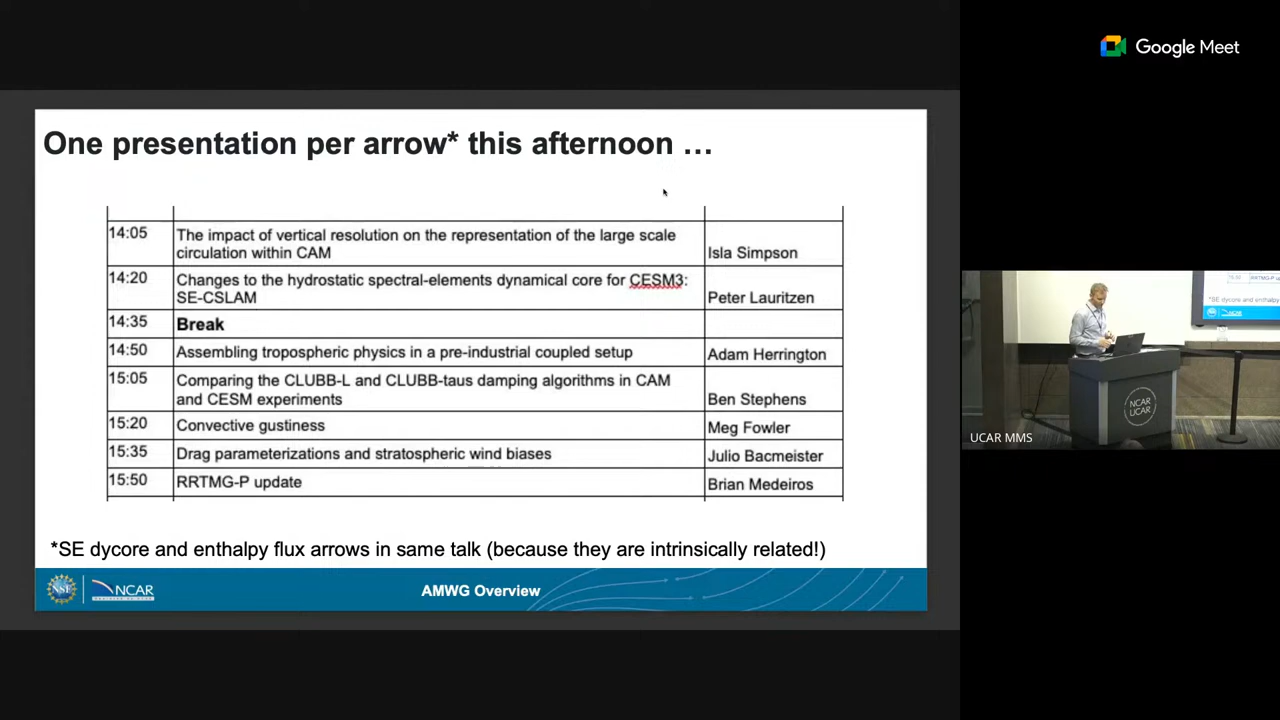 Google Meet
One presentation per arrow* this afternoon …
14:05
The impact of vertical resolution on the representation of the large scale
circulation within CAM
Isla Simpson
14:20
Changes to the hydrostatic spectral-elements dynamical core for CESM3:
SE-CSLAM
Peter Lauritzen
14:35
Break
14:50
Assembling tropospheric physics in a pre-industrial coupled setup
Adam Herrington
15:05
Comparing the CLUBB-L and CLUBB-taus damping algorithms in CAM
and CESM experiments
Ben Stephens
15:20
Convective gustiness
Meg Fowler
15:35
Drag parameterizations and stratospheric wind biases
Julio Bacmeister
15:50
RRTMG-P update
Brian Medeiros
*SE dycore and enthalpy flux arrows in same talk (because they are intrinsically related!)
NSF
NCAR
AMWG Overview
NCAR
UCAR
UCAR MMS